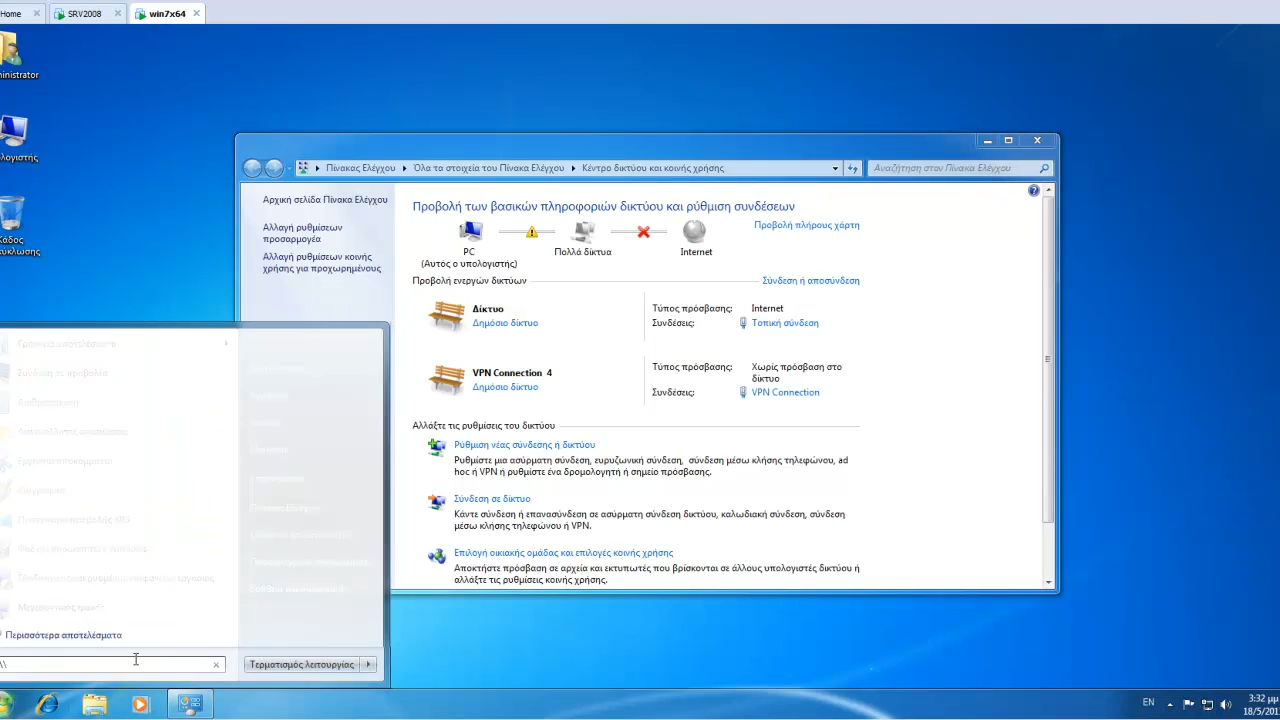 Home
SRV2008
win7x64
ministrator
ολογιστής
Κάδος
κύκλωσης
Πίνακας Ελέγχου
Όλα τα στοιχεία του Πίνακα Ελέγχου
Κέντρο δικτύου και κοινής χρήσης
Αναζήτηση στον Πίνακα Ελέγχου
Αρχική σελίδα Πίνακα Ελέγχου
Αλλαγή ρυθμίσεων
προσαρμογέα
Αλλαγή ρυθμίσεων κοινής
χρήσης για προχωρημένους
Προβολή των βασικών πληροφοριών δικτύου και ρύθμιση συνδέσεων
Προβολή πλήρους χάρτη
PC
(Αυτός ο υπολογιστής)
Πολλά δίκτυα
Internet
Προβολή ενεργών δικτύων
Σύνδεση ή αποσύνδεση
Δίκτυο
Δημόσιο δίκτυο
Τύπος πρόσβασης: Internet
Συνδέσεις: Τοπική σύνδεση
VPN Connection 4
Δημόσιο δίκτυο
Τύπος πρόσβασης: Χωρίς πρόσβαση στο
δίκτυο
Συνδέσεις: VPN Connection
Αλλάξτε τις ρυθμίσεις του δικτύου
Ρύθμιση νέας σύνδεσης ή δικτύου
Ρυθμίστε μια ασύρματη σύνδεση, ευρυζωνική σύνδεση, σύνδεση μέσω κλήσης τηλεφώνου, ad
hoc ή VPN ή ρυθμίστε ένα δρομολογητή ή σημείο πρόσβασης.
Σύνδεση σε δίκτυο
Κάντε σύνδεση ή επανασύνδεση σε ασύρματη σύνδεση δικτύου, καλωδιακή σύνδεση, σύνδεση
μέσω κλήσης τηλεφώνου ή VPN.
Επιλογή οικιακής ομάδας και επιλογές κοινής χρήσης
Αποκτήστε πρόσβαση σε αρχεία και εκτυπωτές που βρίσκονται σε άλλους υπολογιστές δικτύου ή
αλλάξτε τις ρυθμίσεις κοινής χρήσης.
Σύνδεση σε προβολέα
Περισσότερα αποτελέσματα
\\
Τερματισμός λειτουργίας
EN
3:32 μμ
18/5/201